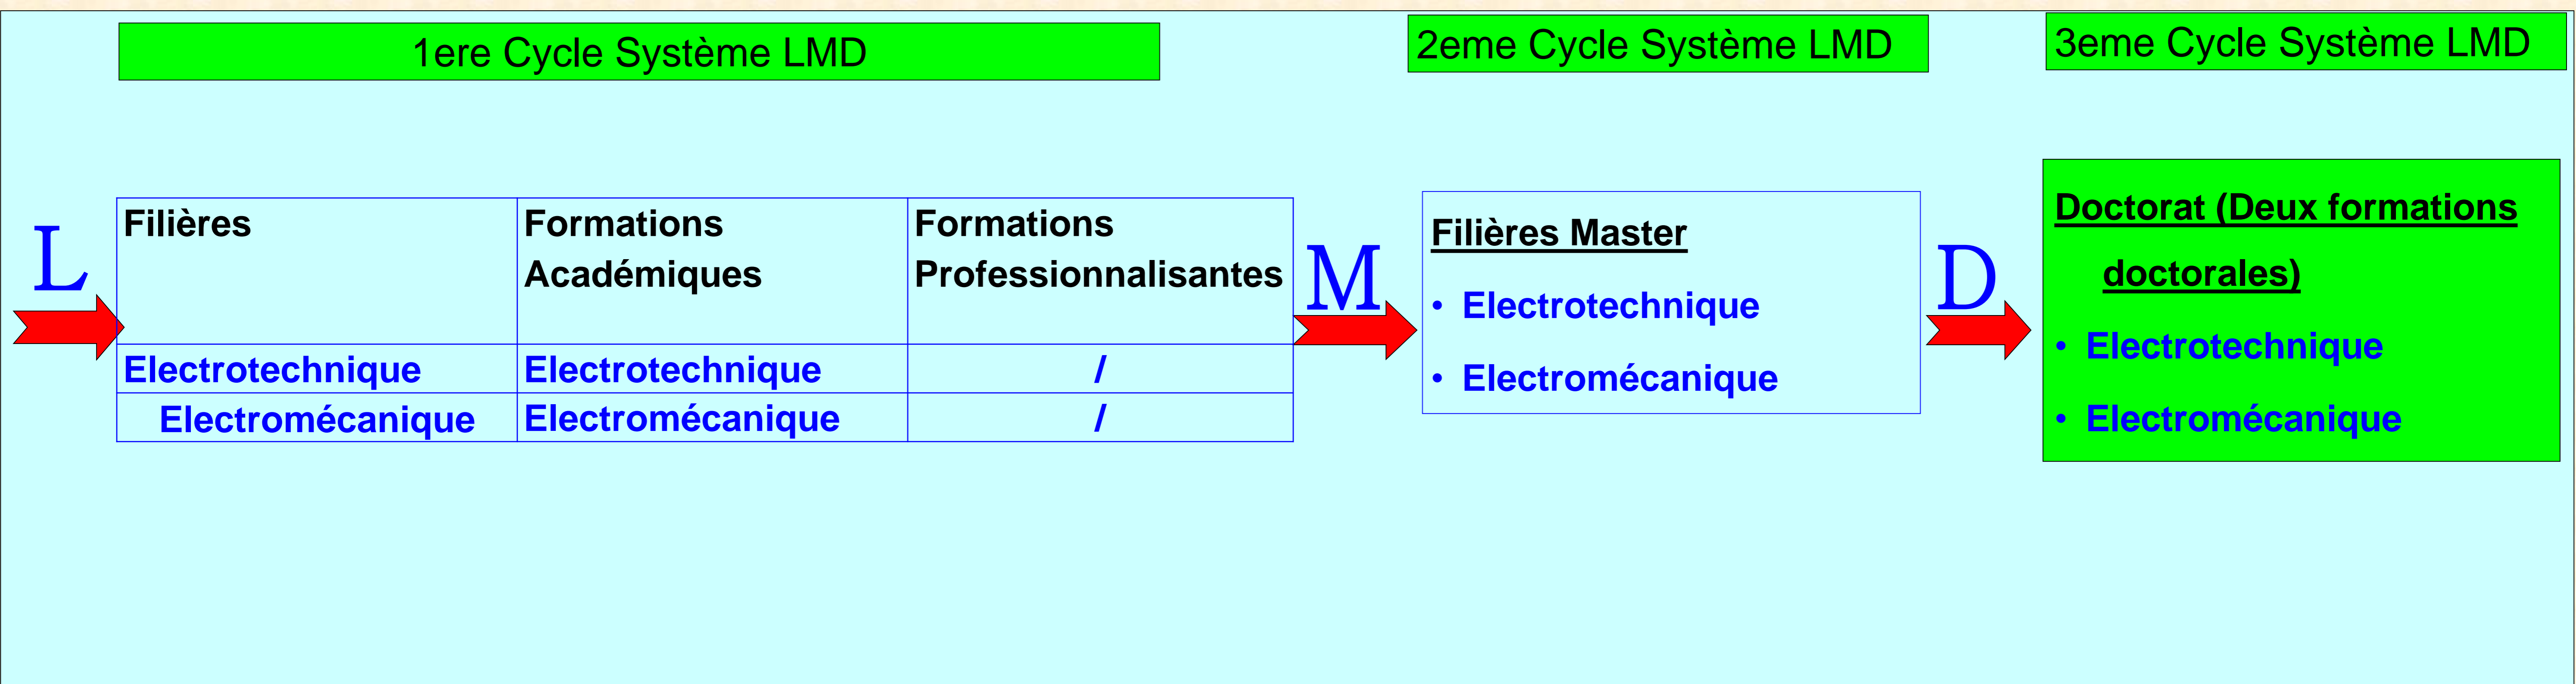 1ere Cycle Système LMD
2eme Cycle Système LMD
3eme Cycle Système LMD
L
Filières
Formations
Académiques
Formations
Professionnalisantes
Electrotechnique
Electrotechnique
/
Electromécanique
Electromécanique
/
M
Filières Master
• Electrotechnique
• Electromécanique
D
Doctorat (Deux formations
doctorales)
• Electrotechnique
• Electromécanique